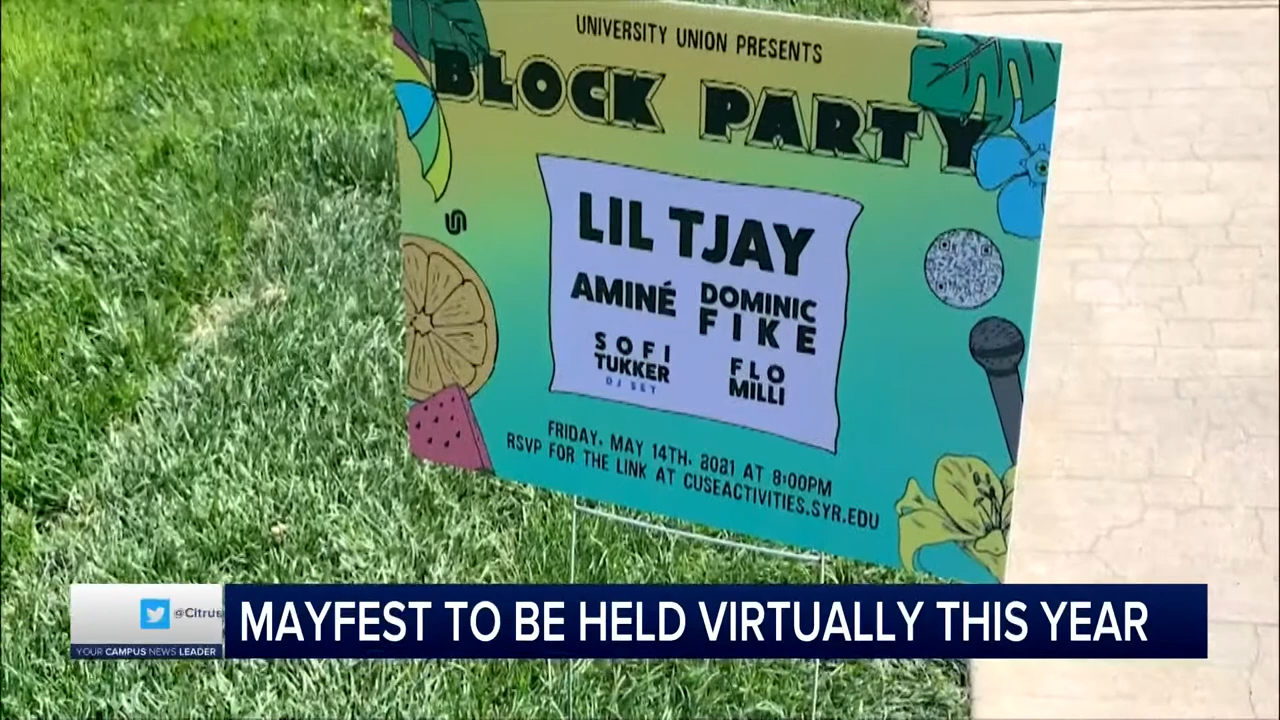 UNIVERSITY UNION PRESENTS
BLOCK PARTY
LIL TJAY
AMINÉ
DOMINIC
FIKE
SOFI
TUKKER
DJ SET
FLO
MILLI
FRIDAY, MAY 14TH, 2021 AT 8:00PM
RSVP FOR THE LINK AT CUSEACTIVITIES.SYR.EDU
@Citrus
MAYFEST TO BE HELD VIRTUALLY THIS YEAR
YOUR CAMPUS NEWS LEADER